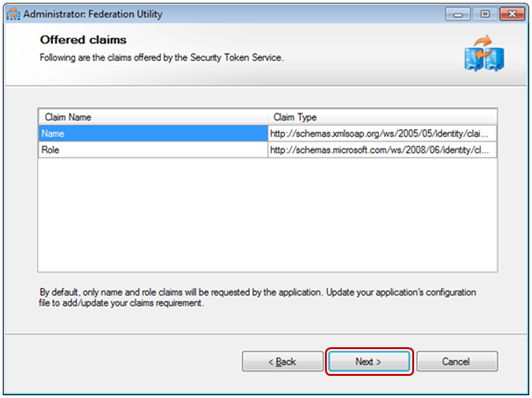 Administrator: Federation Utility
Offered claims
Following are the claims offered by the Security Token Service.
Claim Name Claim Type
Name http://schemas.xmlsoap.org/ws/2005/05/identity/clai...
Role http://schemas.microsoft.com/ws/2008/06/identity/cl...
By default, only name and role claims will be requested by the application. Update your application's configuration
file to add/update your claims requirement.
< Back Next > Cancel